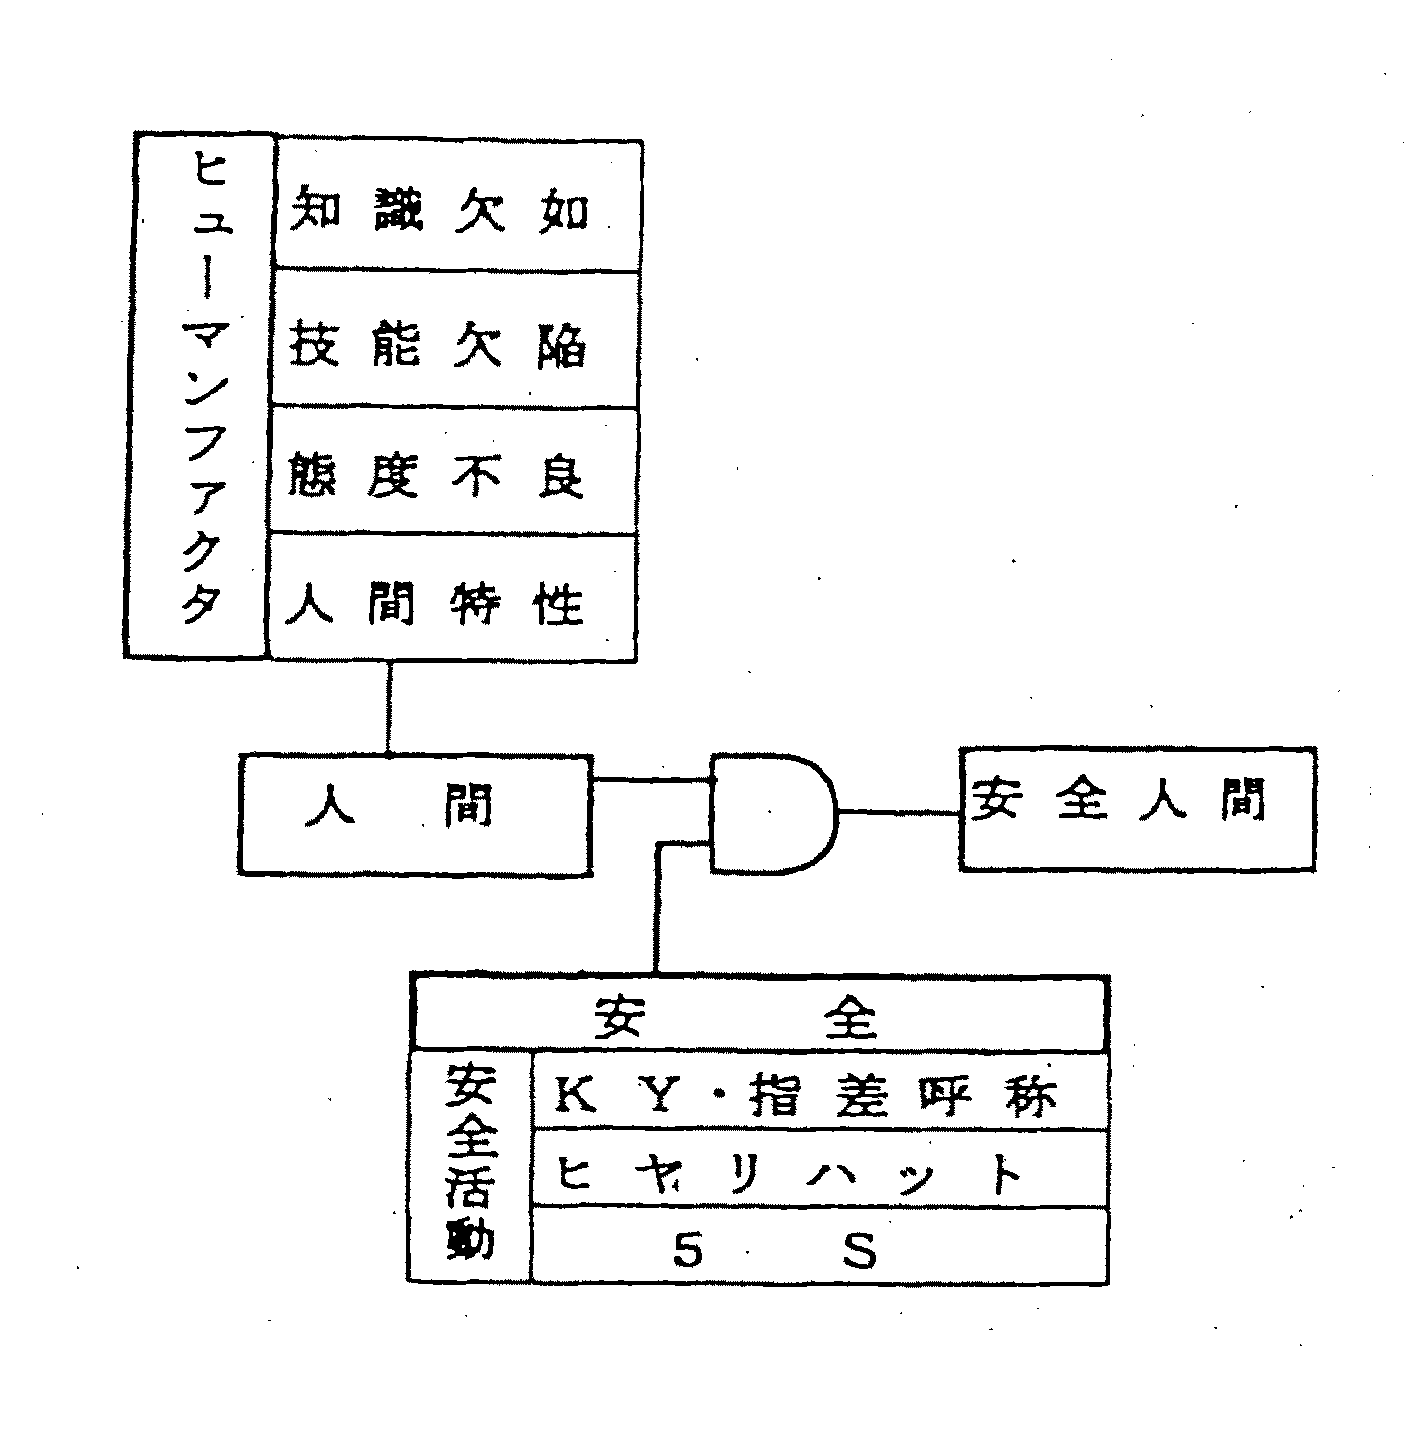 ヒューマンファクタ
知識欠如
技能欠陥
態度不良
人間特性
人間
安全人間
安全
安全活動
KY・指差呼称
ヒヤリハット
5S